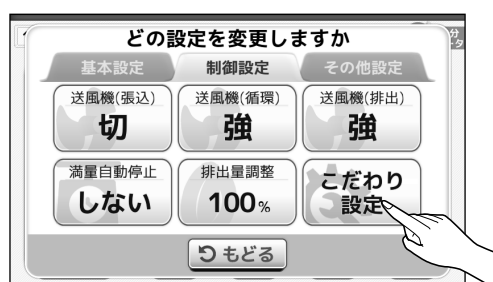 どの設定を変更しますか
基本設定
制御設定
その他設定
送風機(張込)
切
送風機(循環)
強
送風機(排出)
強
満量自動停止
しない
排出量調整
100%
こだわり
設定
もどる